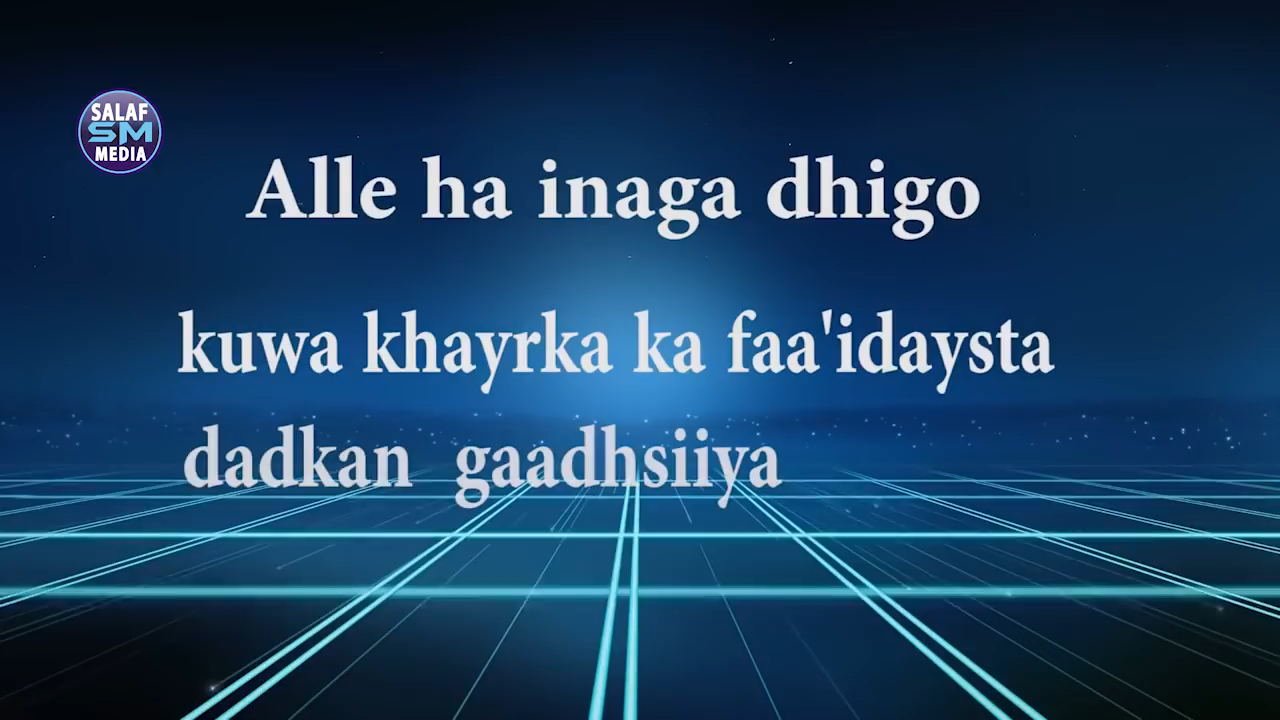 SALAF
SM
MEDIA
Alle ha inaga dhigo
kuwa khayrka ka faa'idaysta
dadkan gaadhsiiya